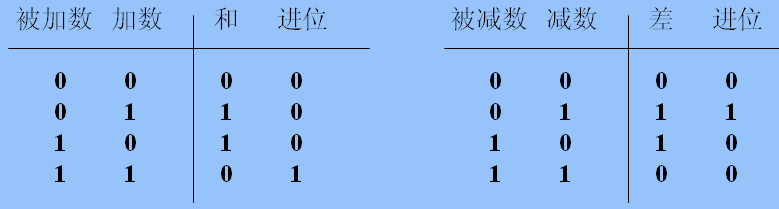 被加数 加数 和 进位 被减数 减数 差 进位
0 0 0 0 0 0 0 0
0 1 1 0 0 1 1 1
1 0 1 0 1 0 1 0
1 1 0 1 1 1 0 0